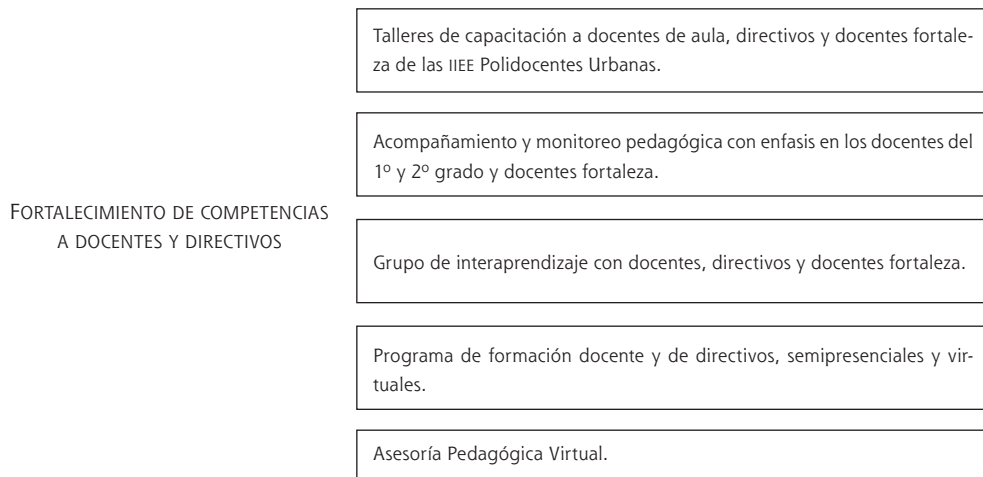 Talleres de capacitación a docentes de aula, directivos y docentes fortale-
za de las IIEE Polidocentes Urbanas.
Acompañamiento y monitoreo pedagógica con enfasis en los docentes del
1º y 2º grado y docentes fortaleza.
FORTALECIMIENTO DE COMPETENCIAS
A DOCENTES Y DIRECTIVOS
Grupo de interaprendizaje con docentes, directivos y docentes fortaleza.
Programa de formación docente y de directivos, semipresenciales y vir-
tuales.
Asesoría Pedagógica Virtual.